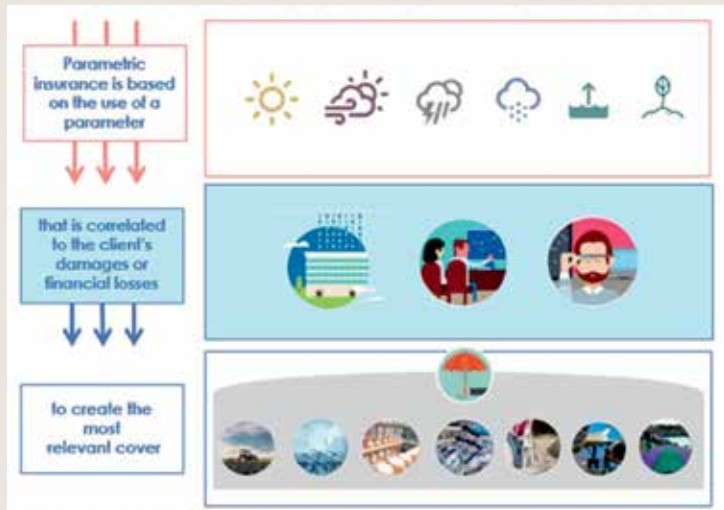 Parametric
insurance is based
on the use of a
parameter
that is correlated
to the client's
damages or
financial losses
to create the
most
relevant cover